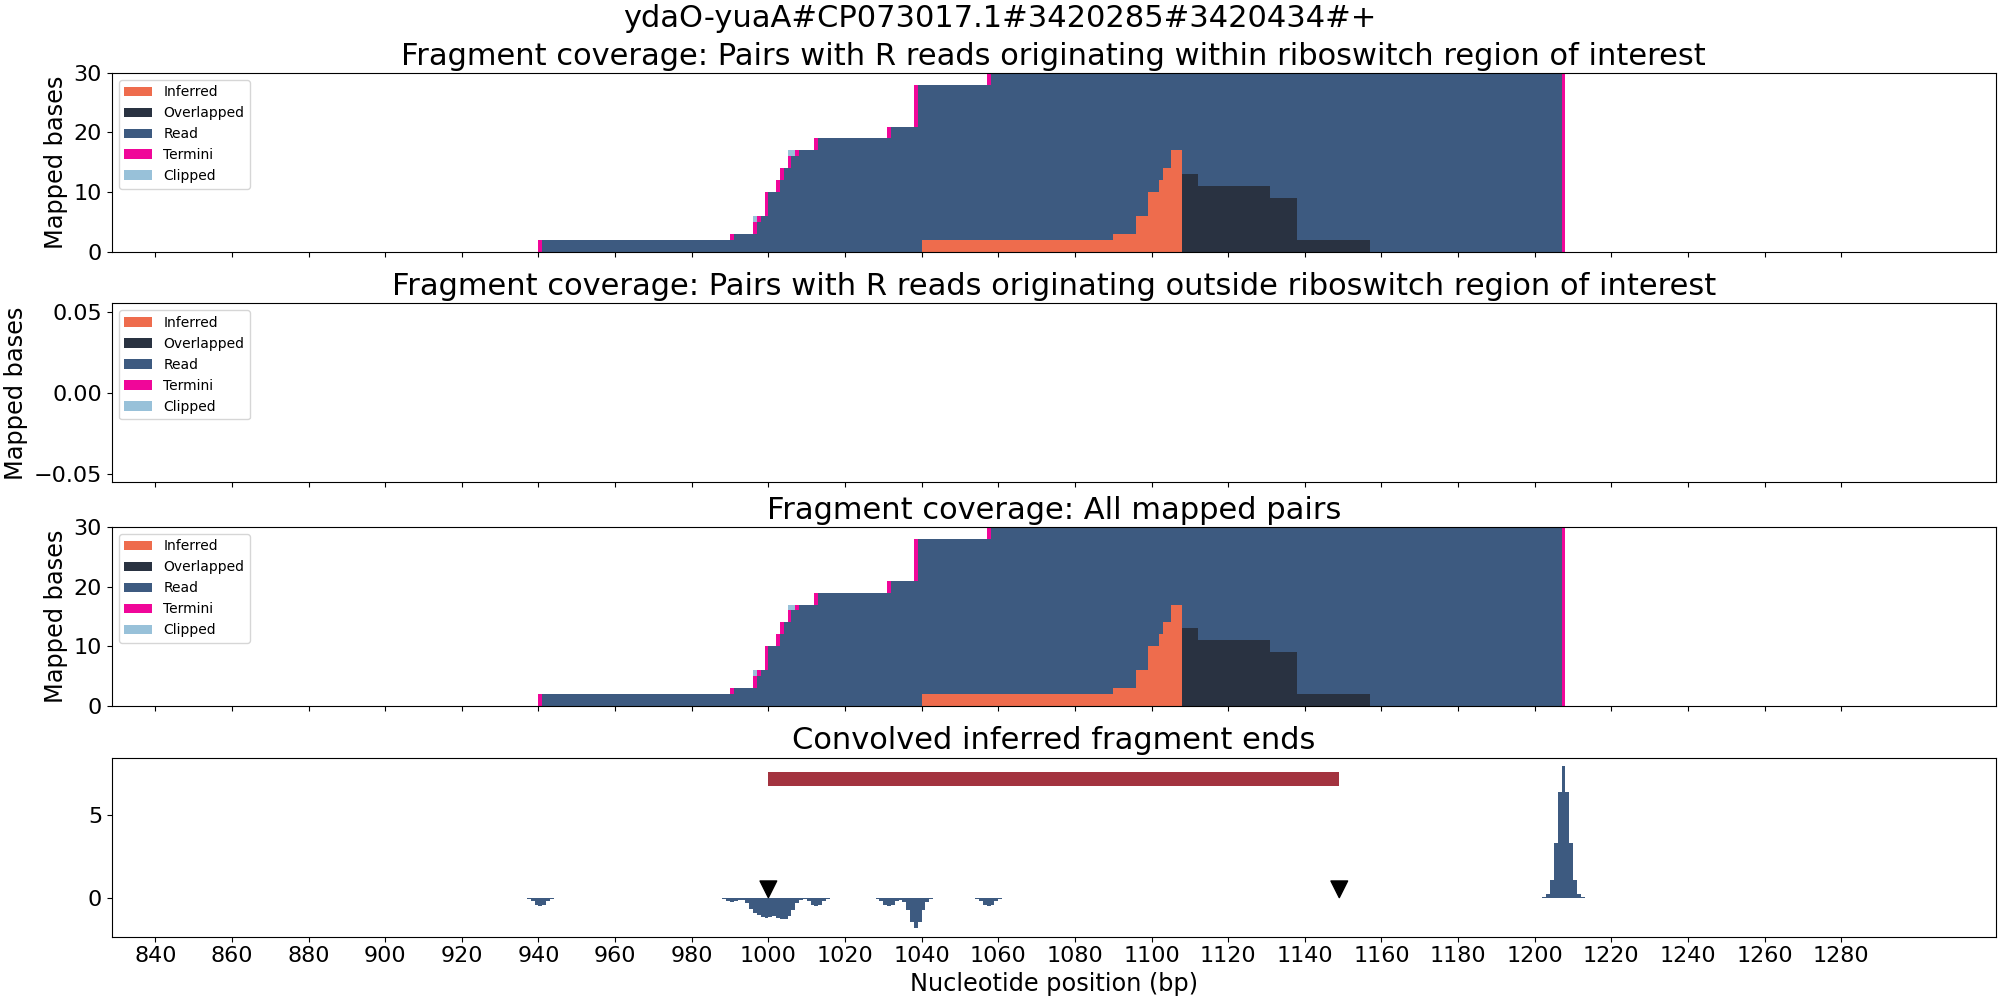 ydaO-yuaA#CP073017.1#3420285#3420434#+
Fragment coverage: Pairs with R reads originating within riboswitch region of interest
Mapped bases
30
20
10
0
Inferred
Overlapped
Read
Termini
Clipped
Fragment coverage: Pairs with R reads originating outside riboswitch region of interest
Mapped bases
0.05
0.00
−0.05
Inferred
Overlapped
Read
Termini
Clipped
Fragment coverage: All mapped pairs
Mapped bases
30
20
10
0
Inferred
Overlapped
Read
Termini
Clipped
Convolved inferred fragment ends
5
0
840 860 880 900 920 940 960 980 1000 1020 1040 1060 1080 1100 1120 1140 1160 1180 1200 1220 1240 1260 1280
Nucleotide position (bp)